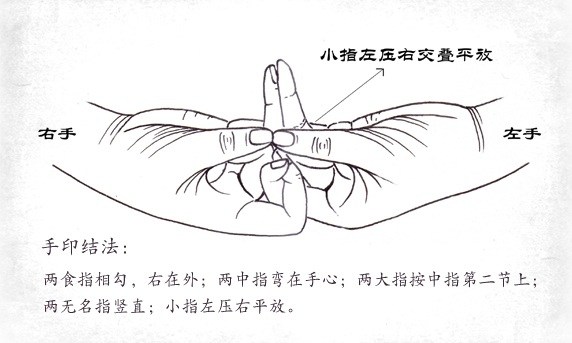 小指左压右交叠平放
右手
左手
手印结法：
两食指相勾，右在外；两中指弯在手心；两大指按中指第二节上；
两无名指竖直；小指左压右平放。